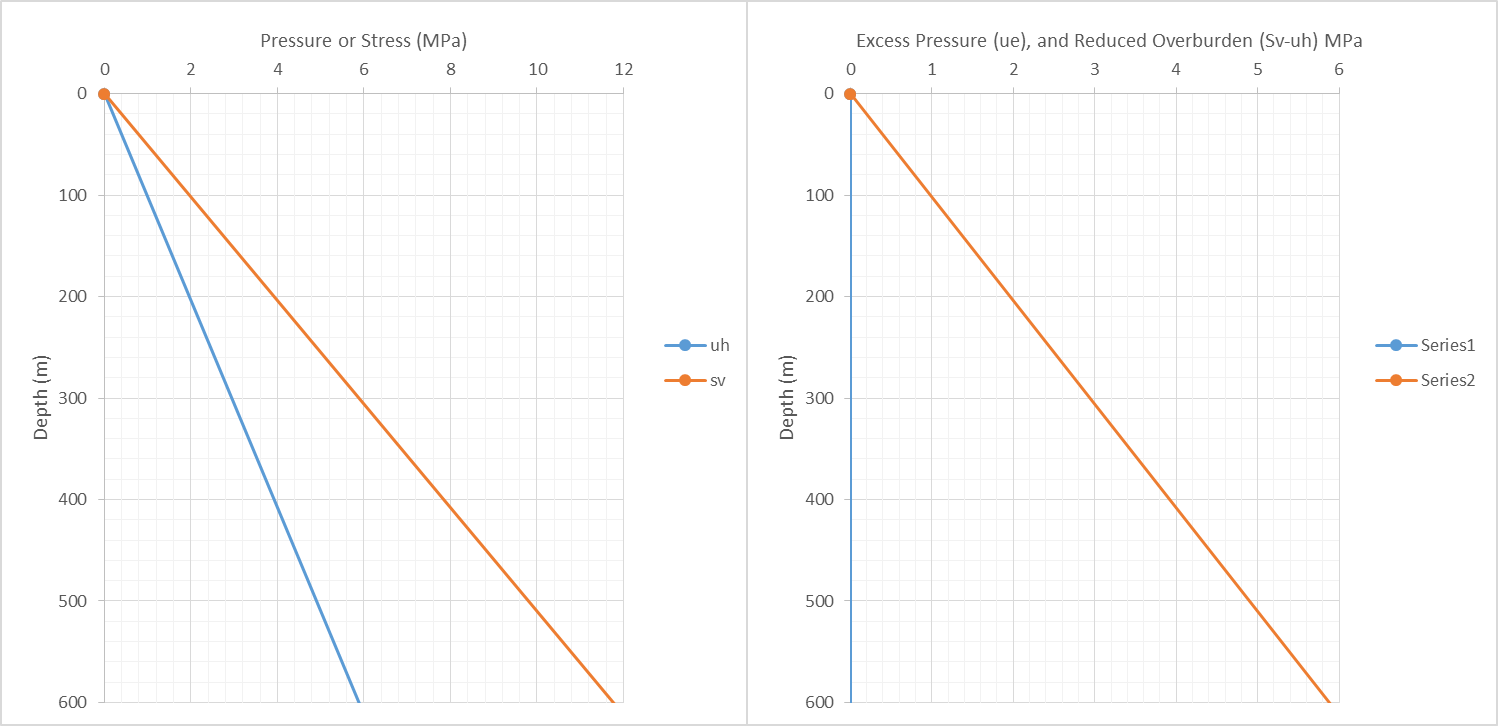 Pressure or Stress (MPa)
0 2 4 6 8 10 12
0
100
200
300
400
500
600
Depth (m)
uh
sv
Excess Pressure (ue), and Reduced Overburden (Sv-uh) MPa
0 1 2 3 4 5 6
0
100
200
300
400
500
600
Depth (m)
Series1
Series2